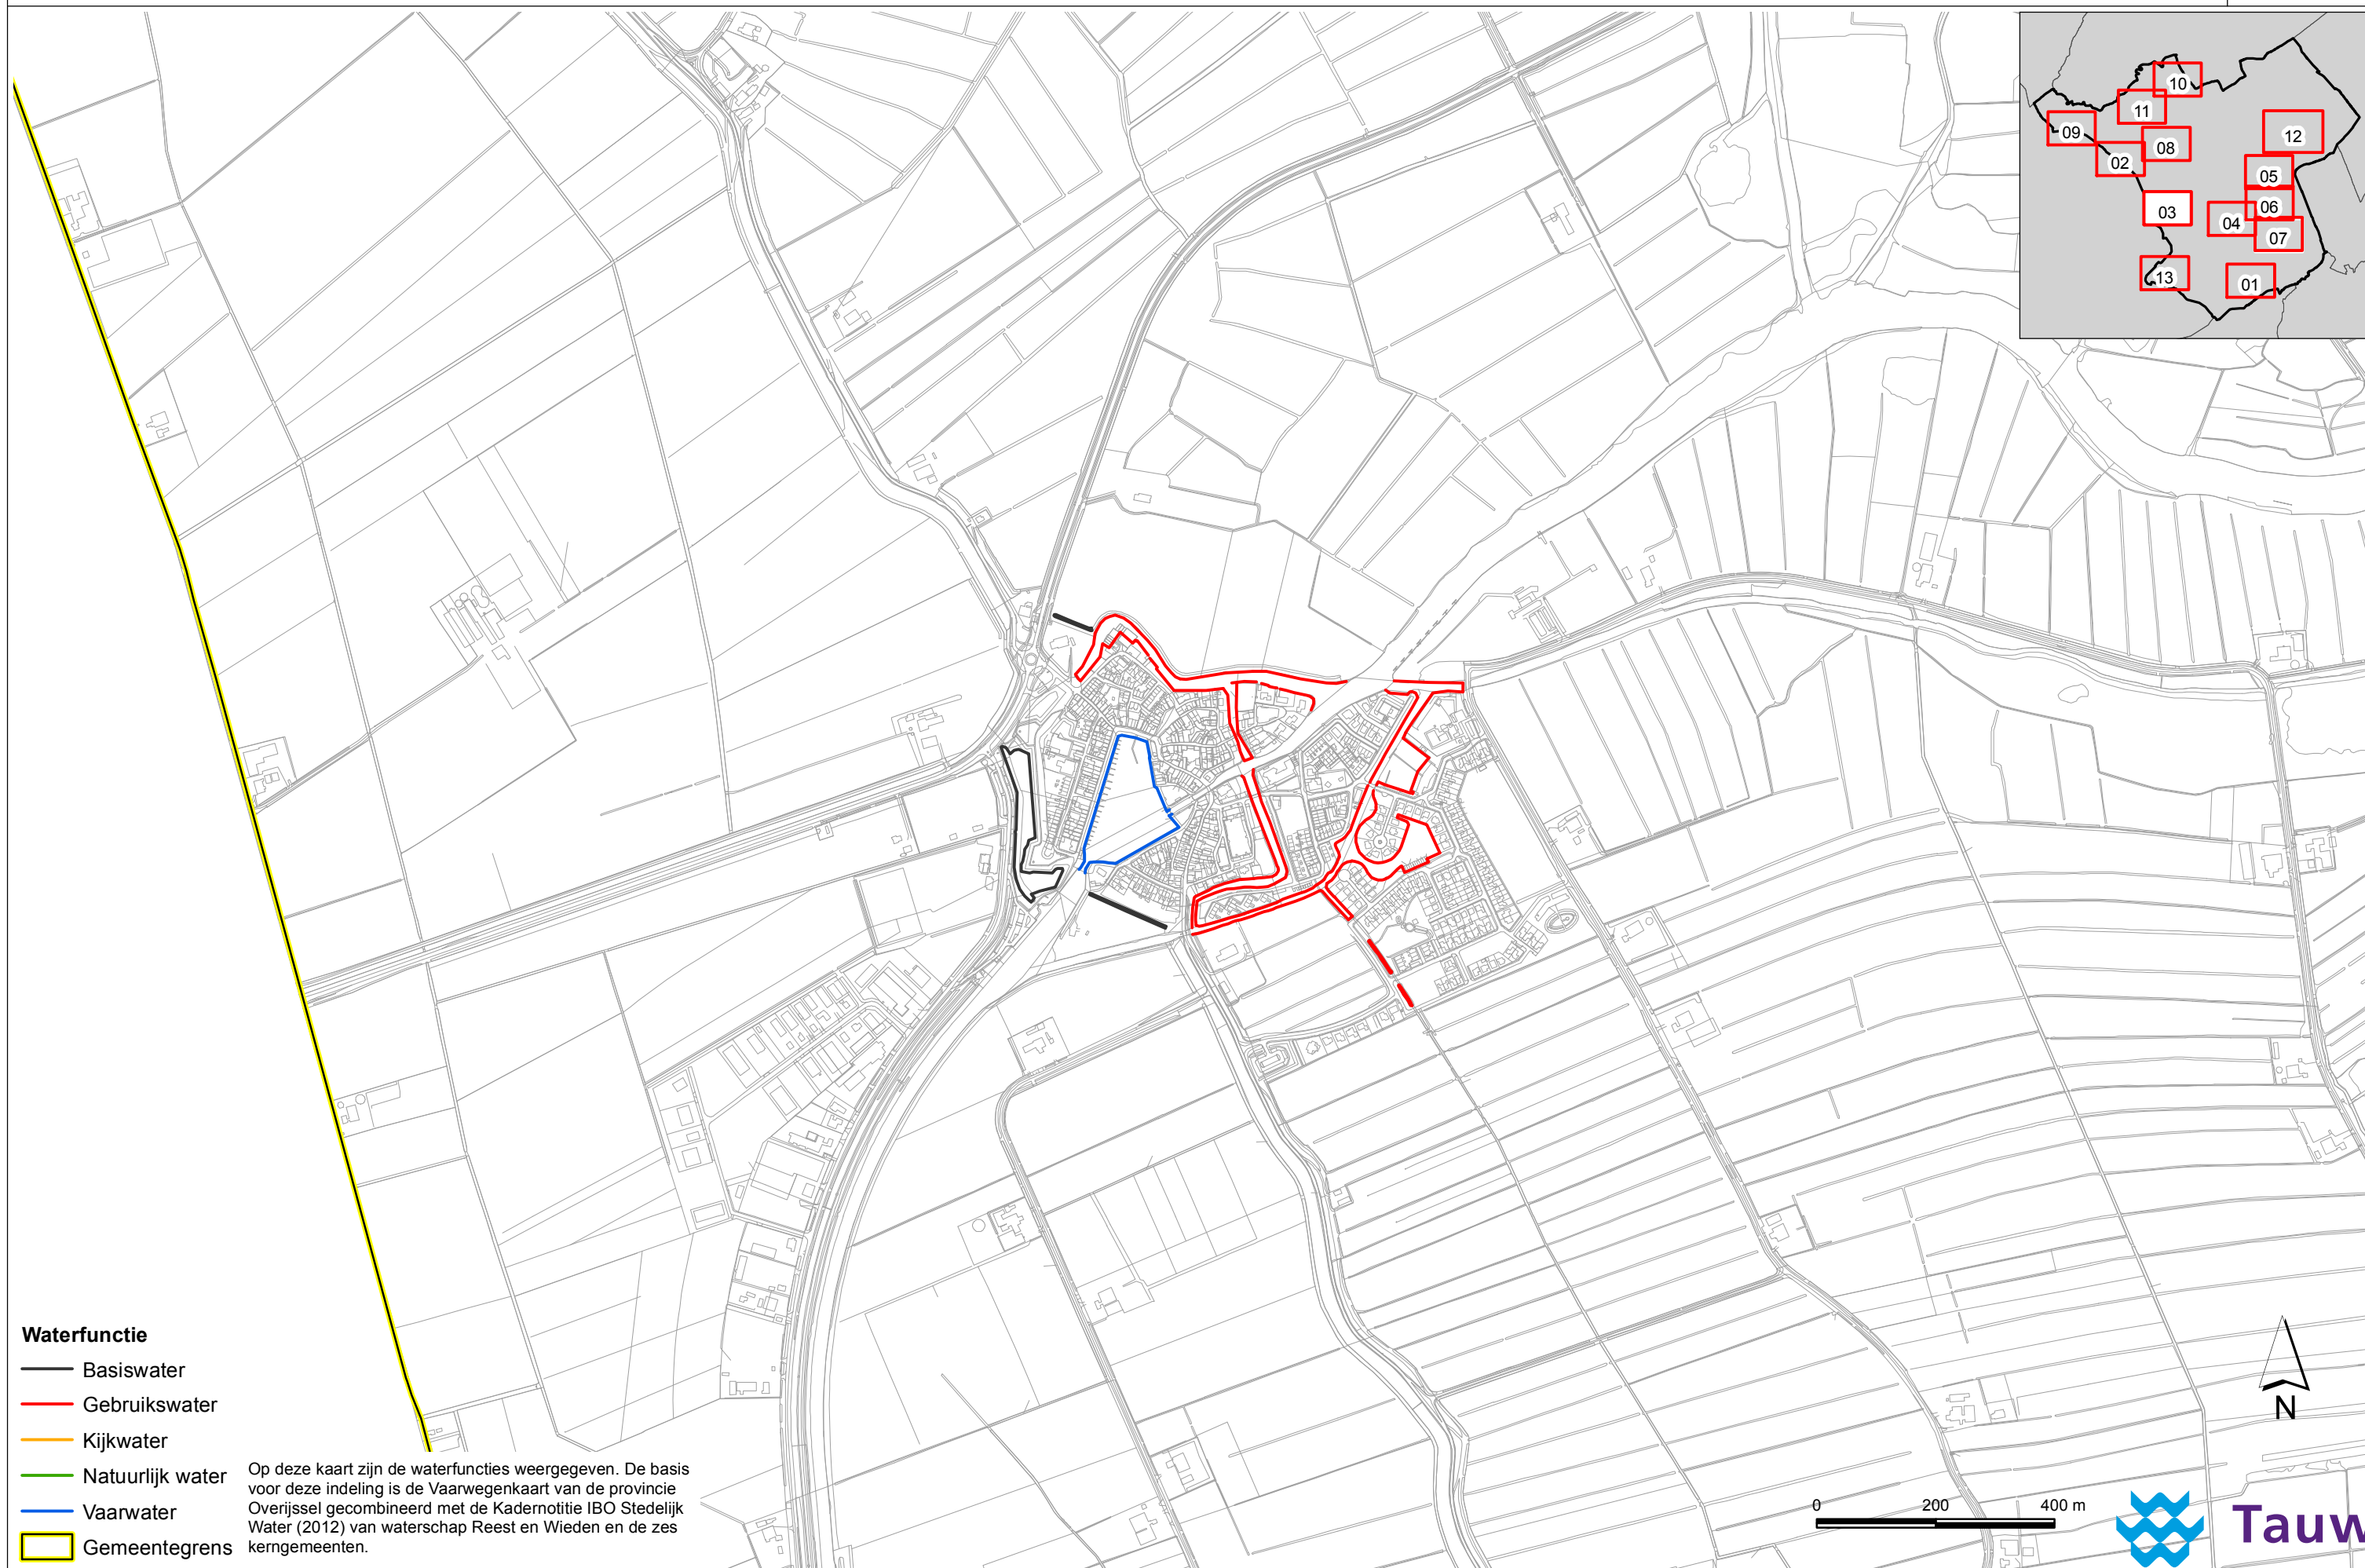 10
11
09
12
08
02
05
03
06
04
07
13
01
Waterfunctie
Basiswater
Gebruikswater
Kijkwater
Natuurlijk water
Vaarwater
Gemeentegrens
Op deze kaart zijn de waterfuncties weergegeven. De basis
voor deze indeling is de Vaarwegenkaart van de provincie
Overijssel gecombineerd met de Kadernotitie IBO Stedelijk
Water (2012) van waterschap Reest en Wieden en de zes
kerngemeenten.
N
0 200 400 m
Tauw